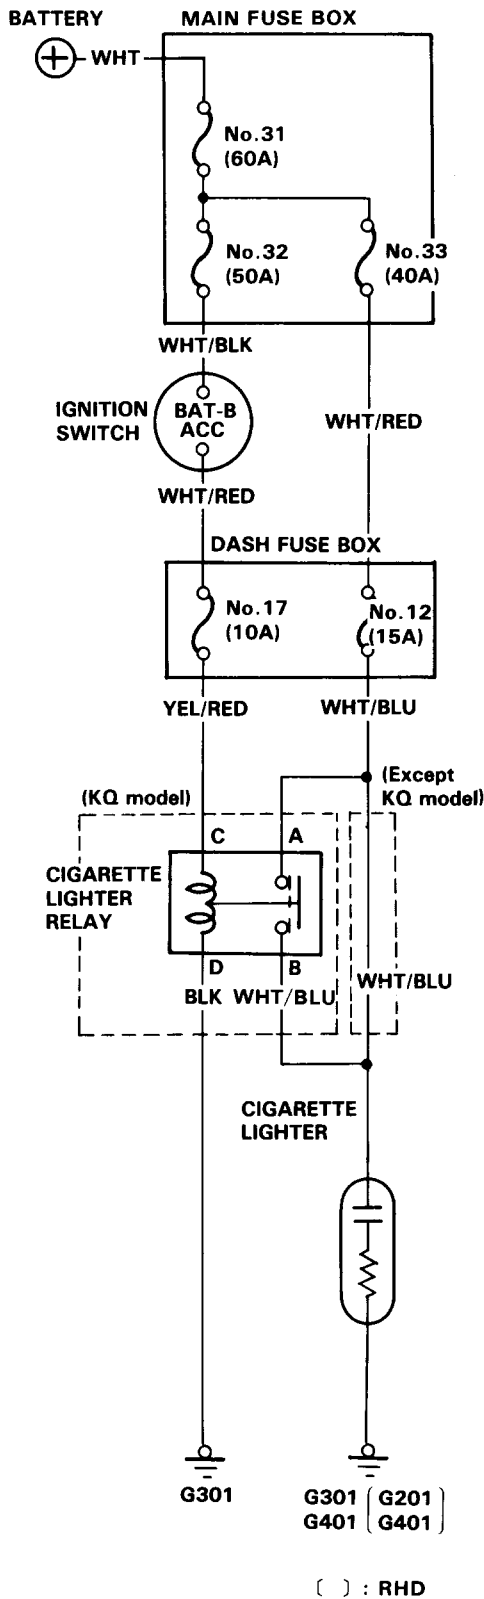 BATTERY
MAIN FUSE BOX
+
WHT
No.31
(60A)
No.32
(50A)
No.33
(40A)
WHT/BLK
IGNITION
SWITCH
BAT-B
ACC
WHT/RED
WHT/RED
DASH FUSE BOX
No.17
(10A)
No.12
(15A)
YEL/RED
WHT/BLU
(Except
KQ model)
(KQ model)
C
A
CIGARETTE
LIGHTER
RELAY
D
B
BLK
WHT/BLU
WHT/BLU
CIGARETTE
LIGHTER
G301
G301 [G201]
G401 [G401]
[ ] : RHD